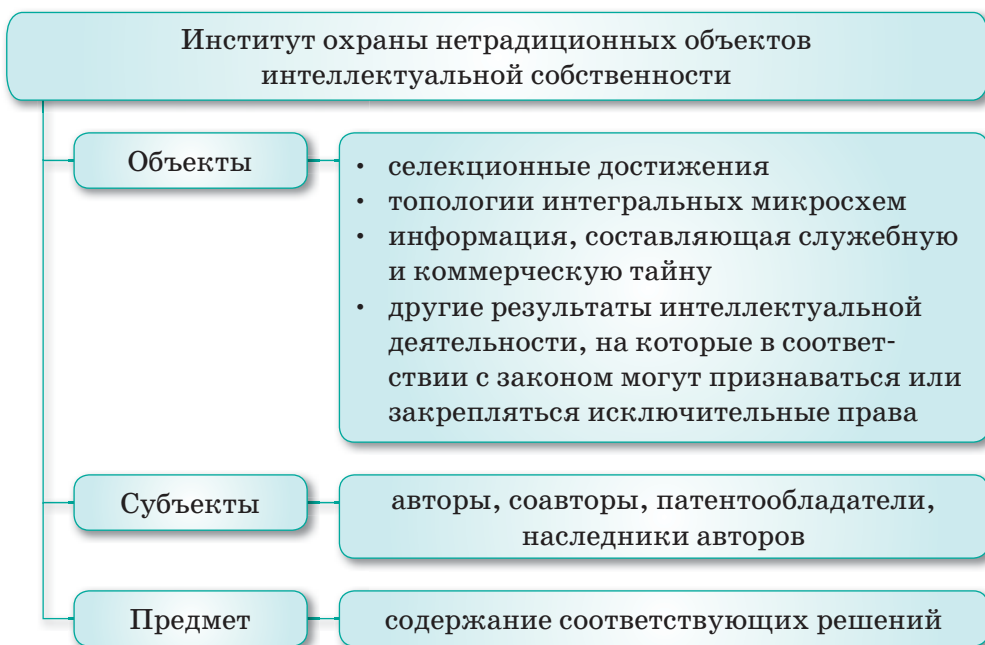 Институт охраны нетрадиционных объектов
интеллектуальной собственности
Объекты
• селекционные достижения
• топологии интегральных микросхем
• информация, составляющая служебную
и коммерческую тайну
• другие результаты интеллектуальной
деятельности, на которые в соответ-
ствии с законом могут признаваться или
закрепляться исключительные права
Субъекты
авторы, соавторы, патентообладатели,
наследники авторов
Предмет
содержание соответствующих решений